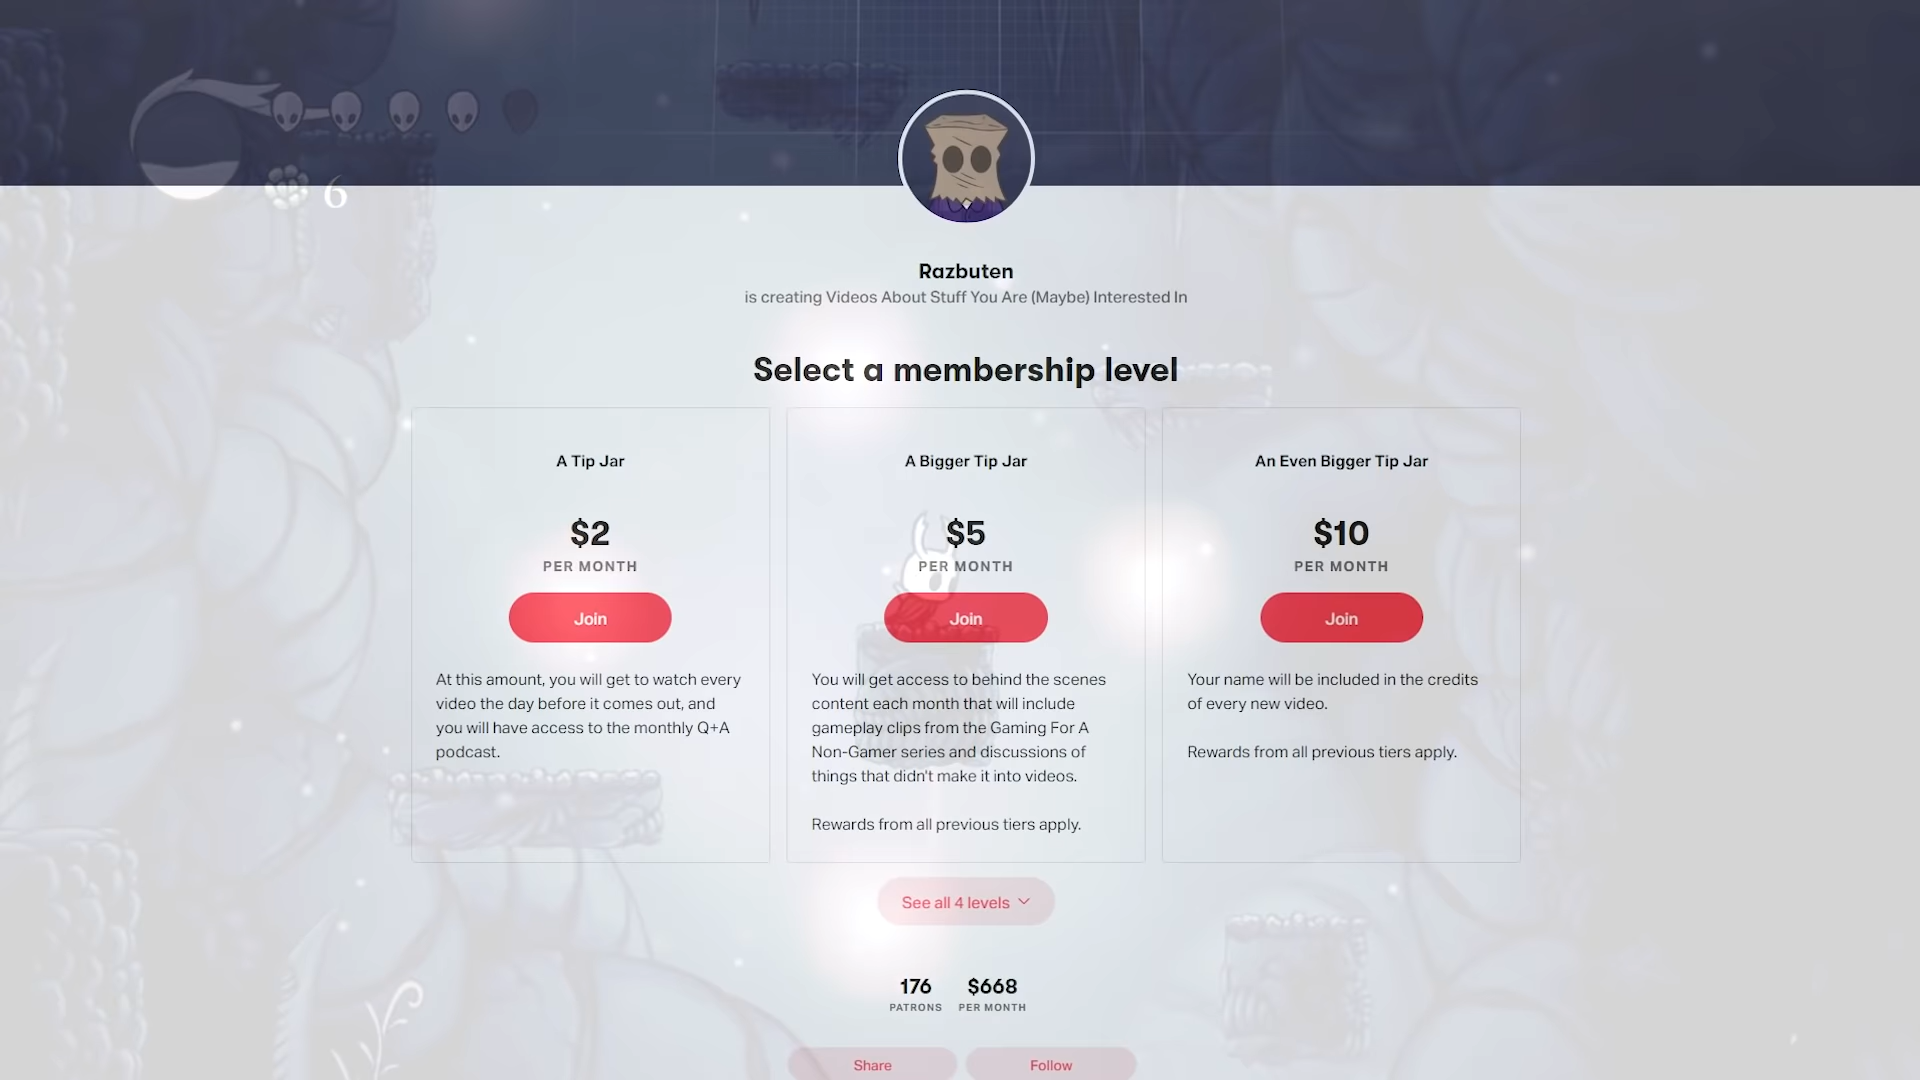 6
Razbuten
is creating Videos About Stuff You Are (Maybe) Interested In
Select a membership level
A Tip Jar
$2
PER MONTH
Join
At this amount, you will get to watch every
video the day before it comes out, and
you will have access to the monthly Q+A
podcast.
A Bigger Tip Jar
$5
PER MONTH
Join
You will get access to behind the scenes
content each month that will include
gameplay clips from the Gaming For A
Non-Gamer series and discussions of
things that didn't make it into videos.
Rewards from all previous tiers apply.
An Even Bigger Tip Jar
$10
PER MONTH
Join
Your name will be included in the credits
of every new video.
Rewards from all previous tiers apply.
See all 4 levels
176 $668
PATRONS PER MONTH
Share Follow